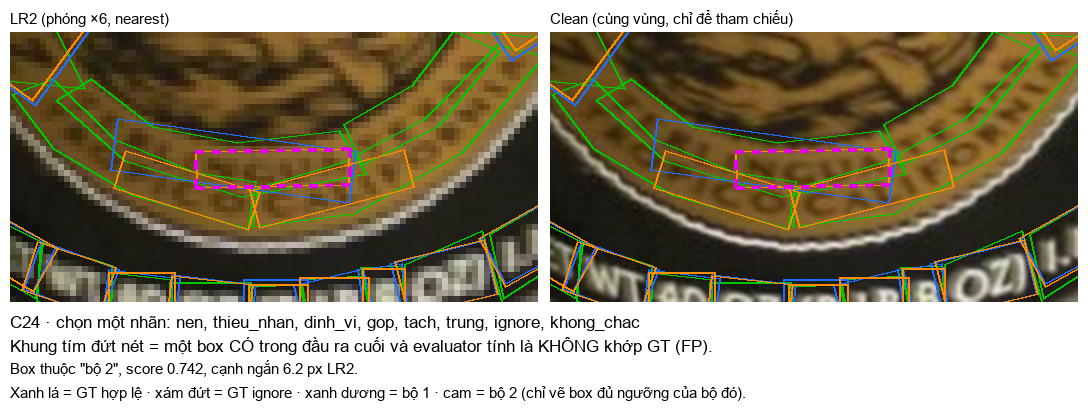 LR2 (phóng ×6, nearest)
Clean (cùng vùng, chỉ để tham chiếu)
OZ)
WT
OZ)
C24 · chọn một nhãn: nen, thieu_nhan, dinh_vi, gop, tach, trung, ignore, khong_chac
Khung tím đứt nét = một box CÓ trong đầu ra cuối và evaluator tính là KHÔNG khớp GT (FP).
Box thuộc "bộ 2", score 0.742, cạnh ngắn 6.2 px LR2.
Xanh lá = GT hợp lệ · xám đứt = GT ignore · xanh dương = bộ 1 · cam = bộ 2 (chỉ vẽ box đủ ngưỡng của bộ đó).